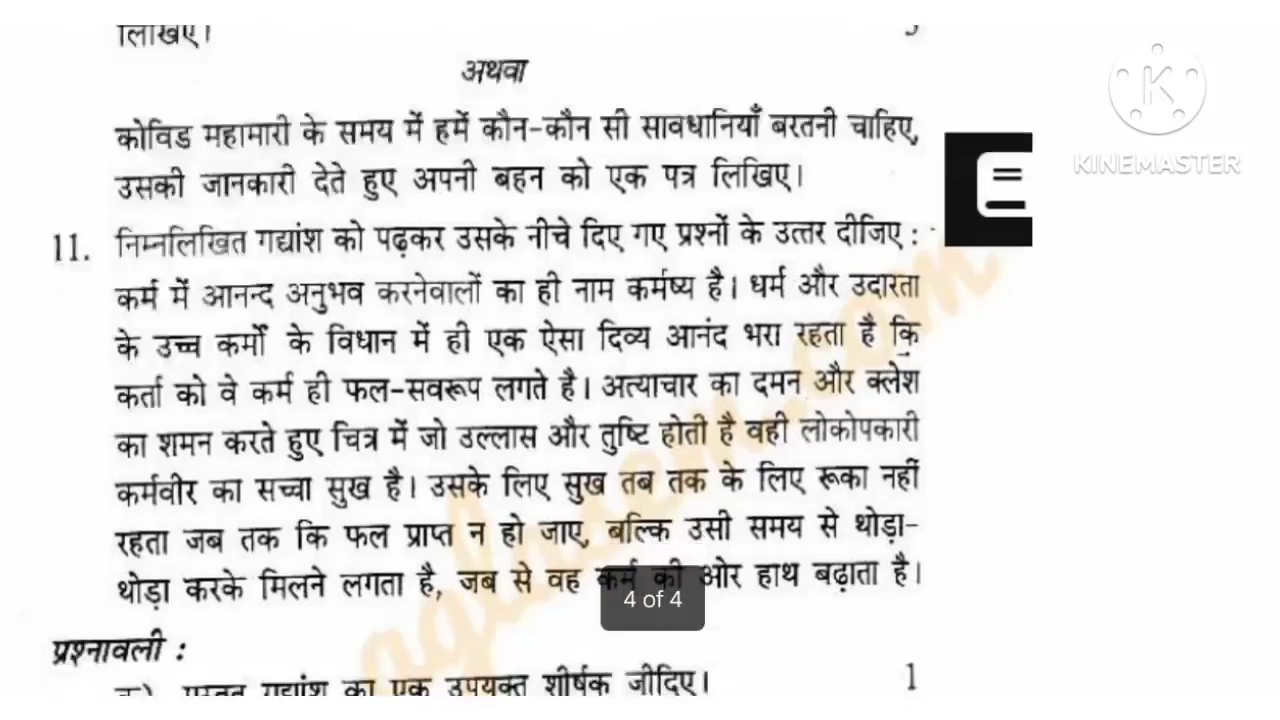 लिखिए।
अथवा
कोविड महामारी के समय में हमें कौन-कौन सी सावधानियाँ बरतनी चाहिए,
उसकी जानकारी देते हुए अपनी बहन को एक पत्र लिखिए।
KINEMASTER
11. निम्नलिखित गद्यांश को पढ़कर उसके नीचे दिए गए प्रश्नों के उत्तर दीजिए :
कर्म में आनन्द अनुभव करनेवालों का ही नाम कर्मष्य है। धर्म और उदारता
के उच्च कर्मों के विधान में ही एक ऐसा दिव्य आनंद भरा रहता है कि
कर्ता को वे कर्म ही फल-सवरूप लगते है। अत्याचार का दमन और क्लेश
का शमन करते हुए चित्र में जो उल्लास और तुष्टि होती है वही लोकोपकारी
कर्मवीर का सच्चा सुख है। उसके लिए सुख तब तक के लिए रूका नहीं
रहता जब तक कि फल प्राप्त न हो जाए, बल्कि उसी समय से थोड़ा-
थोड़ा करके मिलने लगता है, जब से वह कर्म की ओर हाथ बढ़ाता है।
4 of 4
प्रश्नावली :
क) प्रस्तुत गद्यांश का एक उपयुक्त शीर्षक जीदिए। 1
aglasem.com